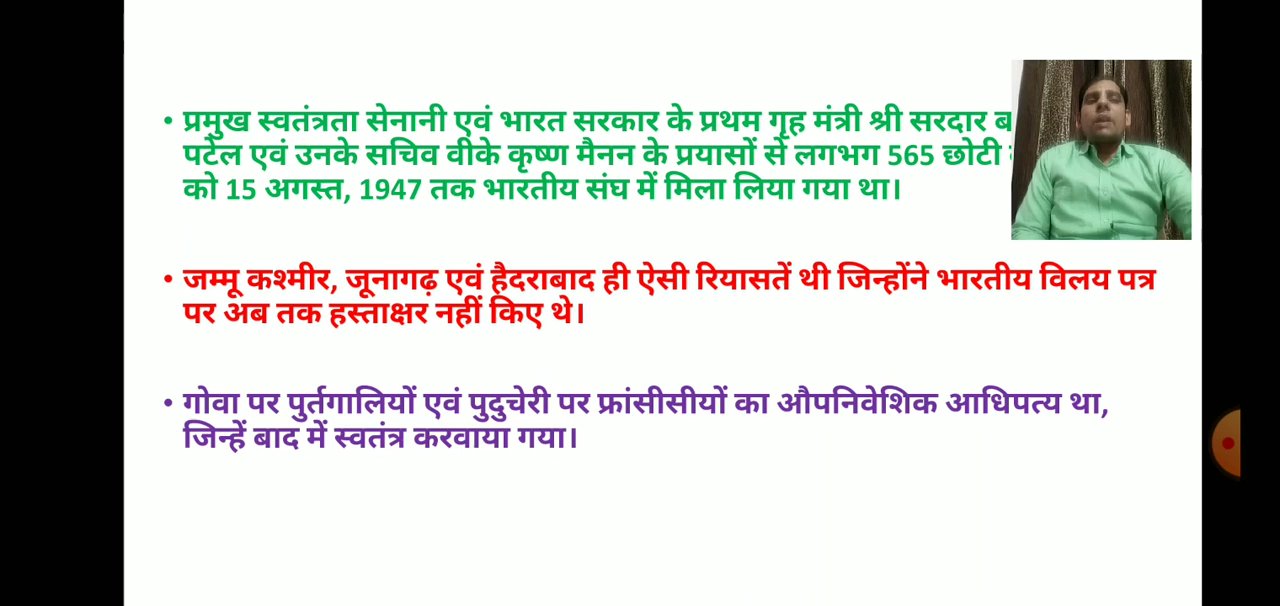 प्रमुख स्वतंत्रता सेनानी एवं भारत सरकार के प्रथम गृह मंत्री श्री सरदार
पटेल एवं उनके सचिव वीके कृष्ण मैनन के प्रयासों से लगभग 565 छोटी
को 15 अगस्त, 1947 तक भारतीय संघ में मिला लिया गया था।
जम्मू कश्मीर, जूनागढ़ एवं हैदराबाद ही ऐसी रियासतें थी जिन्होंने भारतीय विलय पत्र
पर अब तक हस्ताक्षर नहीं किए थे।
गोवा पर पुर्तगालियों एवं पुदुचेरी पर फ्रांसीसीयों का औपनिवेशिक आधिपत्य था,
जिन्हें बाद में स्वतंत्र करवाया गया।